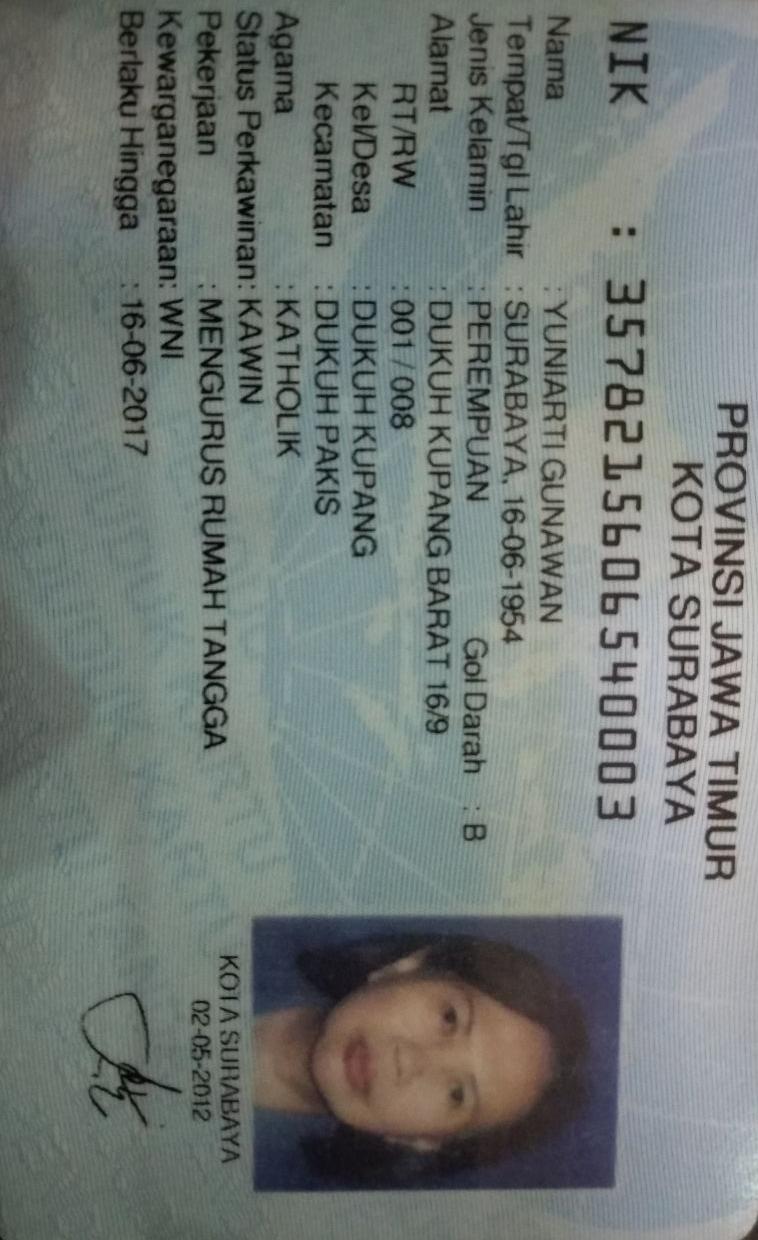 PROVINSI JAWA TIMUR
KOTA SURABAYA
NIK : 3578215606540003
Nama : YUNIARTI GUNAWAN
Tempat/Tgl Lahir : SURABAYA, 16-06-1954
Jenis Kelamin : PEREMPUAN Gol Darah : B
Alamat : DUKUH KUPANG BARAT 16/9
RT/RW : 001 / 008
Kel/Desa : DUKUH KUPANG
Kecamatan : DUKUH PAKIS
Agama : KATHOLIK
Status Perkawinan: KAWIN
Pekerjaan : MENGURUS RUMAH TANGGA
Kewarganegaraan: WNI
Berlaku Hingga : 16-06-2017
KOTA SURABAYA
02-05-2012